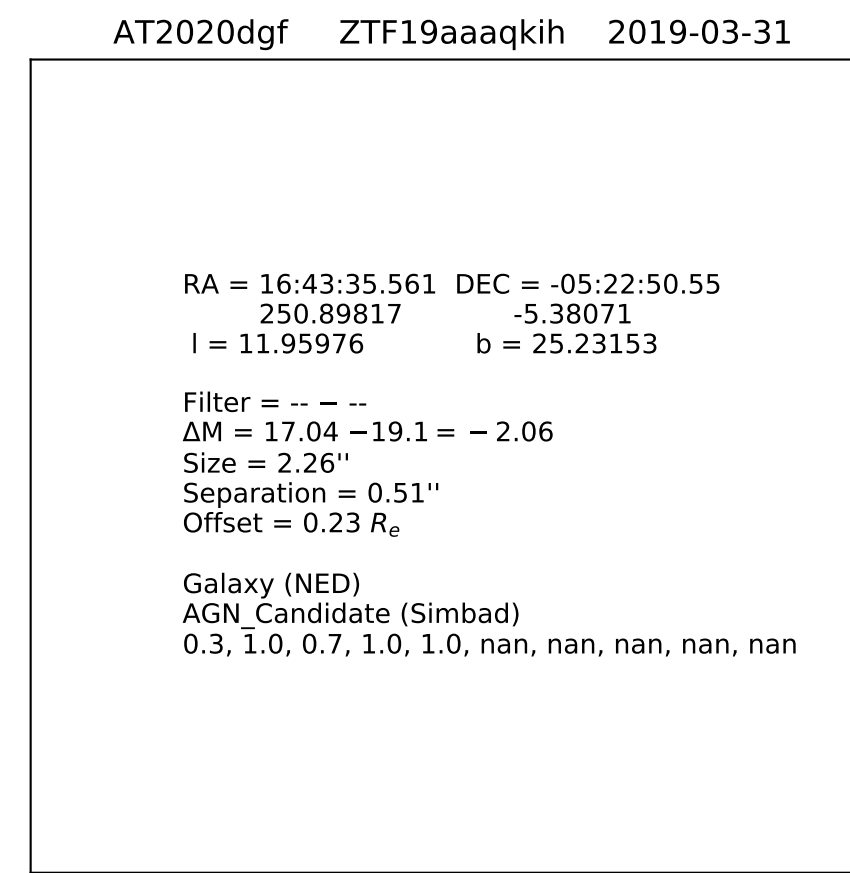 AT2020dgf ZTF19aaaqkih 2019-03-31
RA = 16:43:35.561 DEC = -05:22:50.55
250.89817 -5.38071
l = 11.95976 b = 25.23153
Filter = -- − --
ΔM = 17.04 −19.1 = − 2.06
Size = 2.26''
Separation = 0.51''
Offset = 0.23 Rₑ
Galaxy (NED)
AGN_Candidate (Simbad)
0.3, 1.0, 0.7, 1.0, 1.0, nan, nan, nan, nan, nan